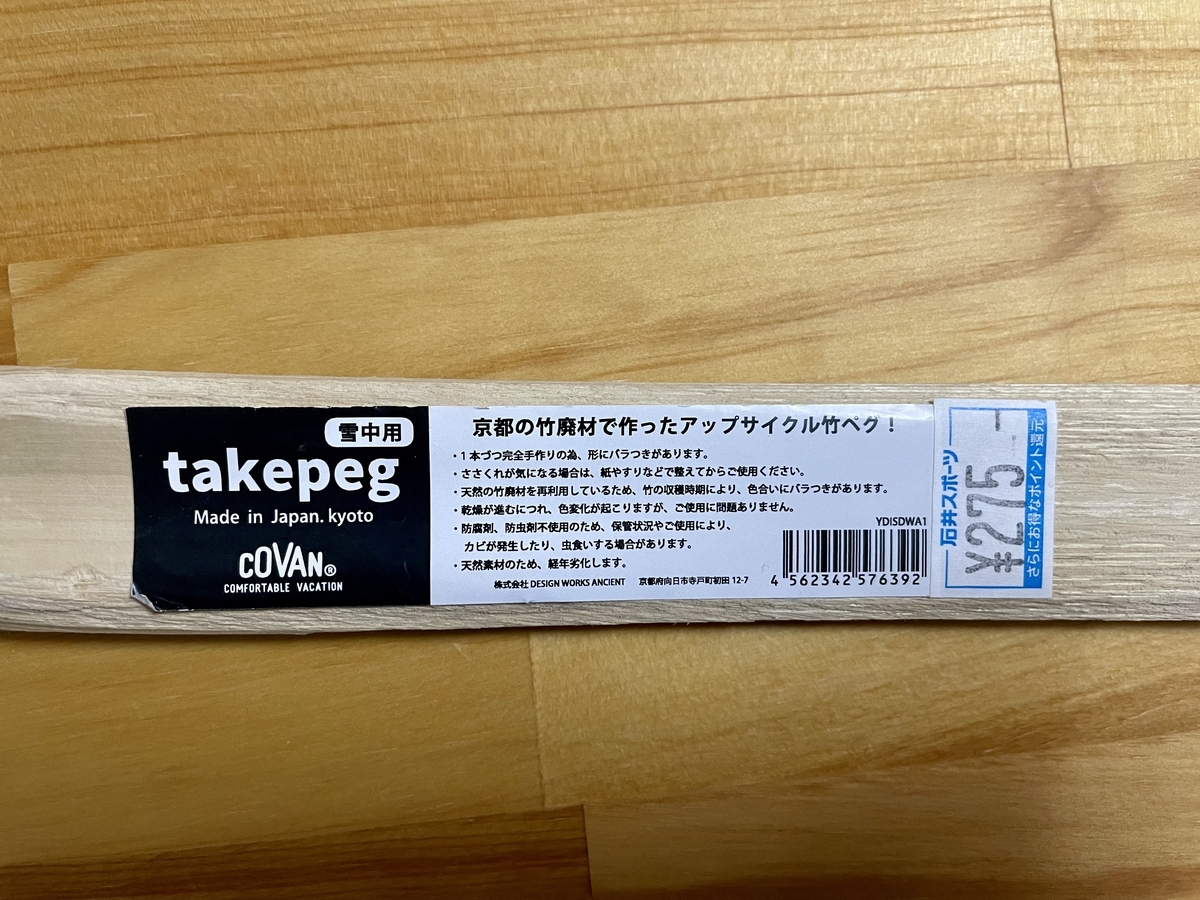 雪中用
takepeg
Made in Japan. kyoto
COVAN®
COMFORTABLE VACATION
京都の竹廃材で作ったアップサイクル竹ペグ！
・1本づつ完全手作りの為、形にバラつきがあります。
・ささくれが気になる場合は、紙やすりなどで整えてからご使用ください。
・天然の竹廃材を再利用しているため、竹の収穫時期により、色合いにバラつきがあります。
・乾燥が進むにつれ、色変化が起こりますが、ご使用に問題ありません。
・防腐剤、防虫剤不使用のため、保管状況やご使用により、
カビが発生したり、虫食いする場合があります。
・天然素材のため、経年劣化します。
株式会社 DESIGN WORKS ANCIENT 京都府向日市寺戸町初田 12-7
YDISDWA1
4 562342 576392
石井スポーツ
¥275-
さらにお得なポイント還元